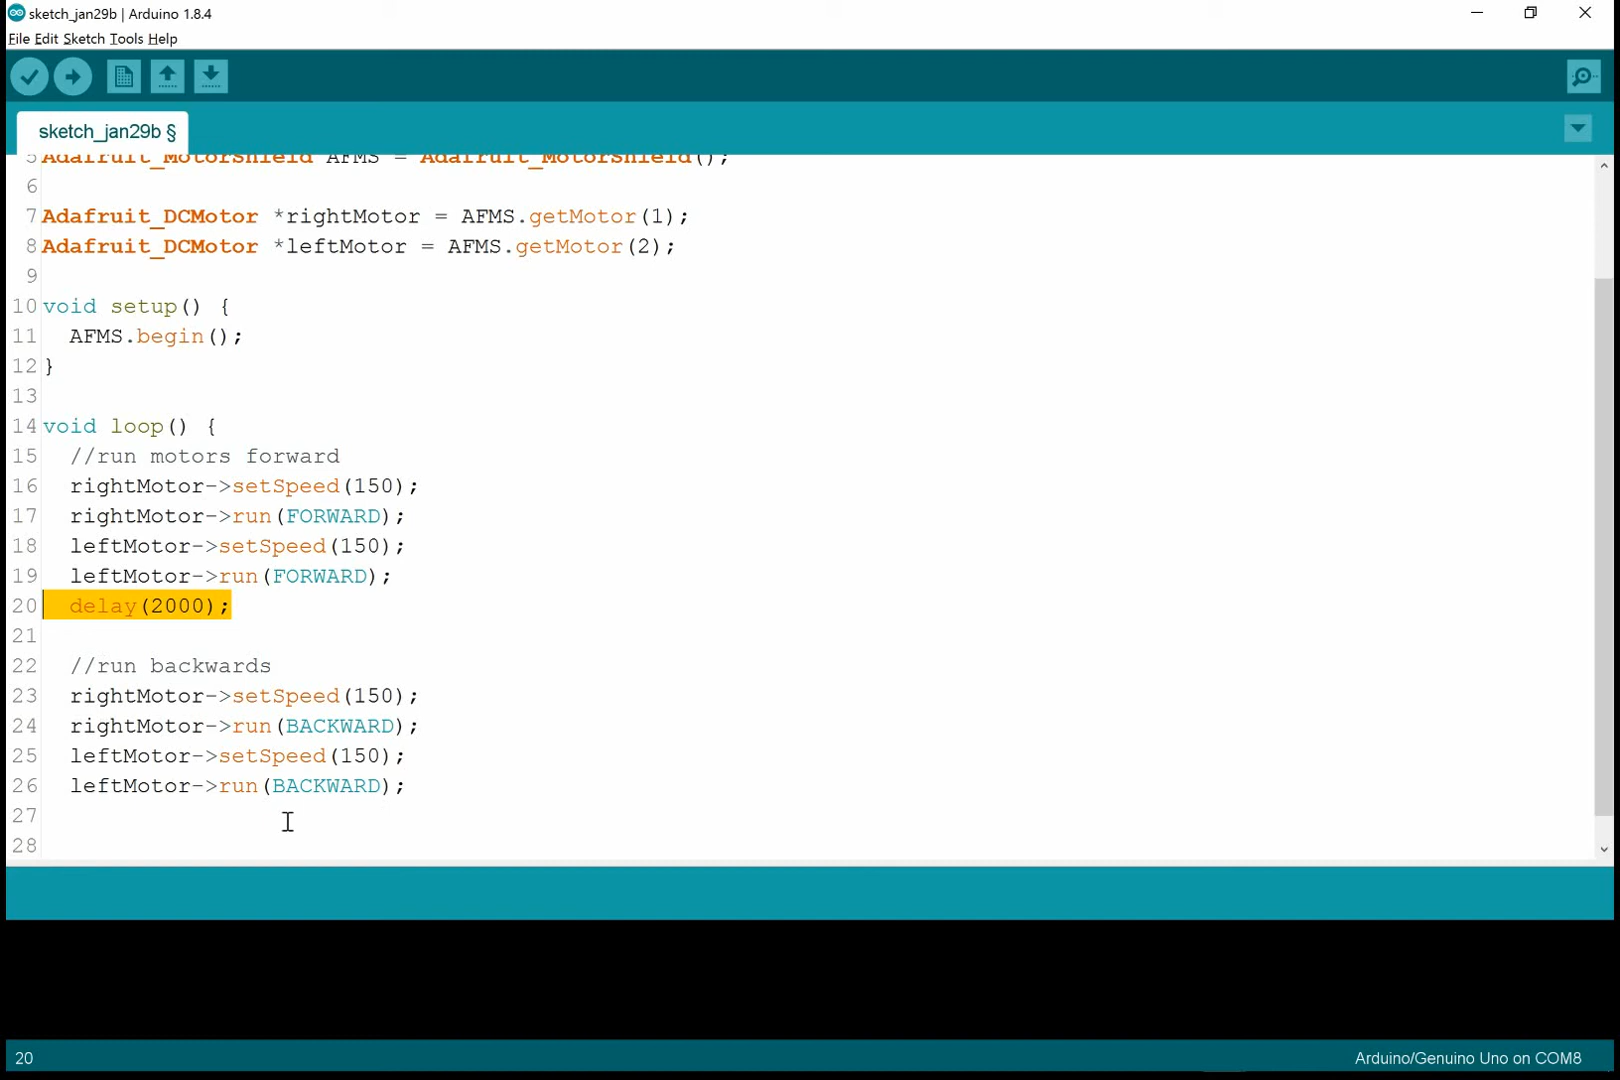 sketch_jan29b | Arduino 1.8.4
File Edit Sketch Tools Help
sketch_jan29b §
5 Adafruit_MotorShield AFMS = Adafruit_MotorShield();
6
7 Adafruit_DCMotor *rightMotor = AFMS.getMotor(1);
8 Adafruit_DCMotor *leftMotor = AFMS.getMotor(2);
9
10 void setup() {
11 AFMS.begin();
12 }
13
14 void loop() {
15 //run motors forward
16 rightMotor->setSpeed(150);
17 rightMotor->run(FORWARD);
18 leftMotor->setSpeed(150);
19 leftMotor->run(FORWARD);
20 delay(2000);
21
22 //run backwards
23 rightMotor->setSpeed(150);
24 rightMotor->run(BACKWARD);
25 leftMotor->setSpeed(150);
26 leftMotor->run(BACKWARD);
27
28
20 Arduino/Genuino Uno on COM8